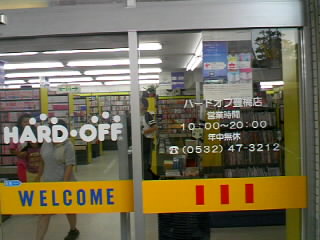 HARD·OFF
WELCOME
ハードオフ豊橋店
営業時間
10:00~20:00
年中無休
☎(0532)47-3212